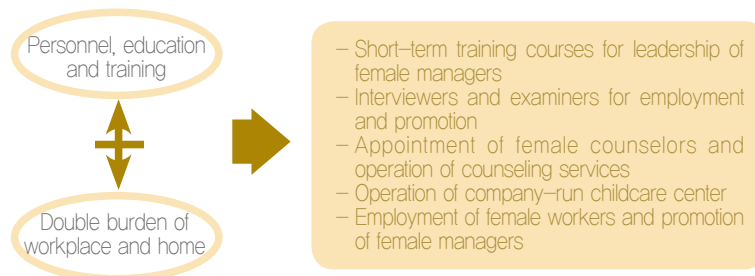 Personnel, education
and training
Double burden of
workplace and home
– Short–term training courses for leadership of
female managers
– Interviewers and examiners for employment
and promotion
– Appointment of female counselors and
operation of counseling services
– Operation of company–run childcare center
– Employment of female workers and promotion
of female managers